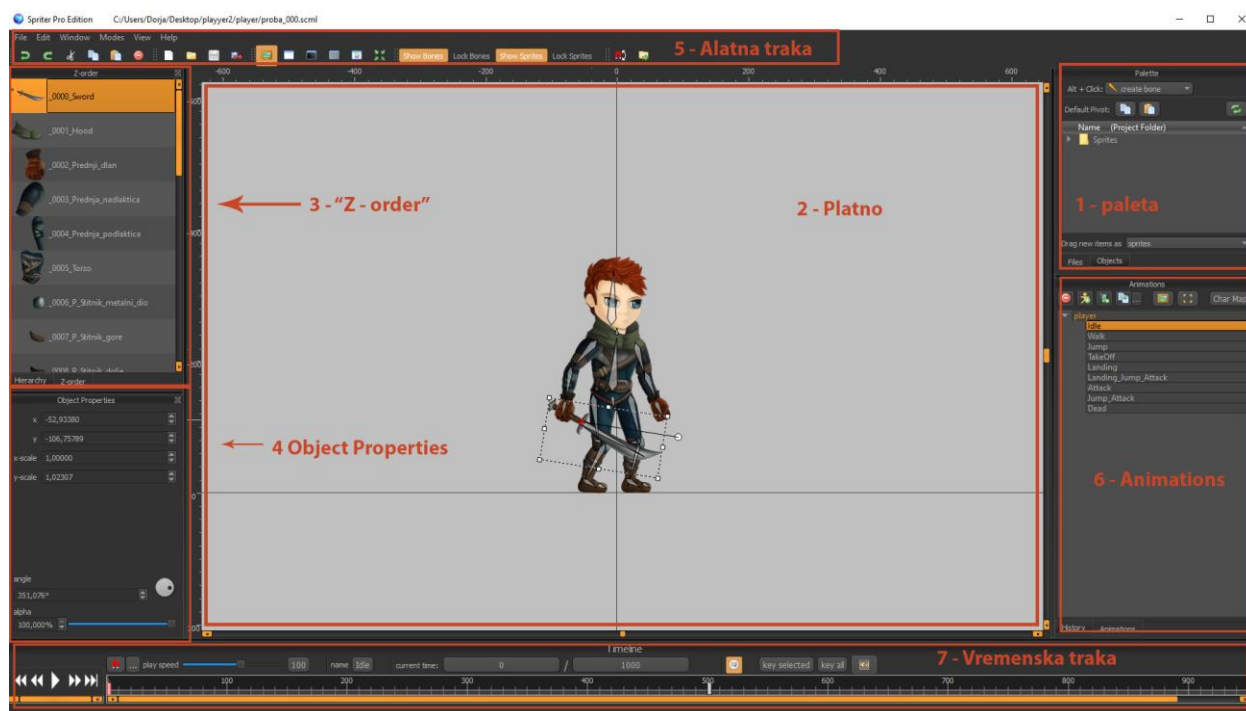 Spriter Pro Edition C:/Users/Dorja/Desktop/playyer2/player/proba_000.scml
File Edit Window Modes View Help
Show Bones Lock Bones Show Sprites Lock Sprites
5 - Alatna traka
Z-order
_0000_Sword
_0001_Hood
_0002_Prednji_dlan
_0003_Prednja_nadlaktica
_0004_Prednja_podlaktica
_0005_Torzo
_0006_P_Stitnik_metalni_dio
_0007_P_Stitnik_gore
Hierarchy Z-order
Object Properties
x -52,93380
y -106,75789
x-scale 1,00000
y-scale 1,02307
angle
351,076°
alpha
100,000%
-600 -400 -200 0 200 400 600
3 - “Z - order”
2 - Platno
4 Object Properties
Palette
Alt + Click: create bone
Default Pivot:
Name (Project Folder)
Sprites
1 - paleta
Drag new items as sprites
Files Objects
Animations
Char Map
player
Idle
Walk
Jump
TakeOff
Landing
Landing_Jump_Attack
Attack
Jump_Attack
Dead
6 - Animations
History Animations
Timeline
play speed 100 name Idle current time: 0 / 1000 key selected key all
7 - Vremenska traka
100 200 300 400 500 600 700 800 900